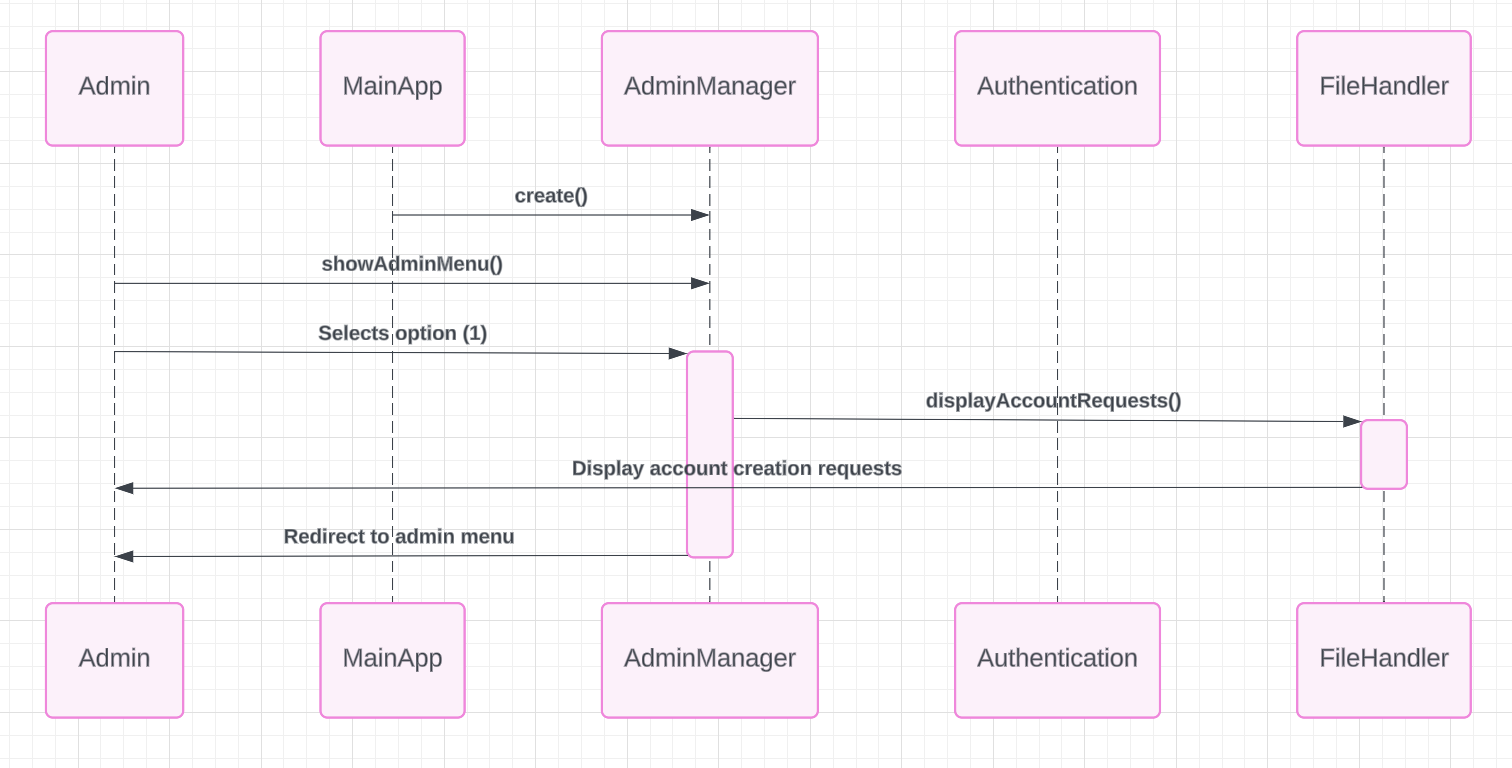 Admin
MainApp
AdminManager
Authentication
FileHandler
create()
showAdminMenu()
Selects option (1)
displayAccountRequests()
Display account creation requests
Redirect to admin menu
Admin
MainApp
AdminManager
Authentication
FileHandler